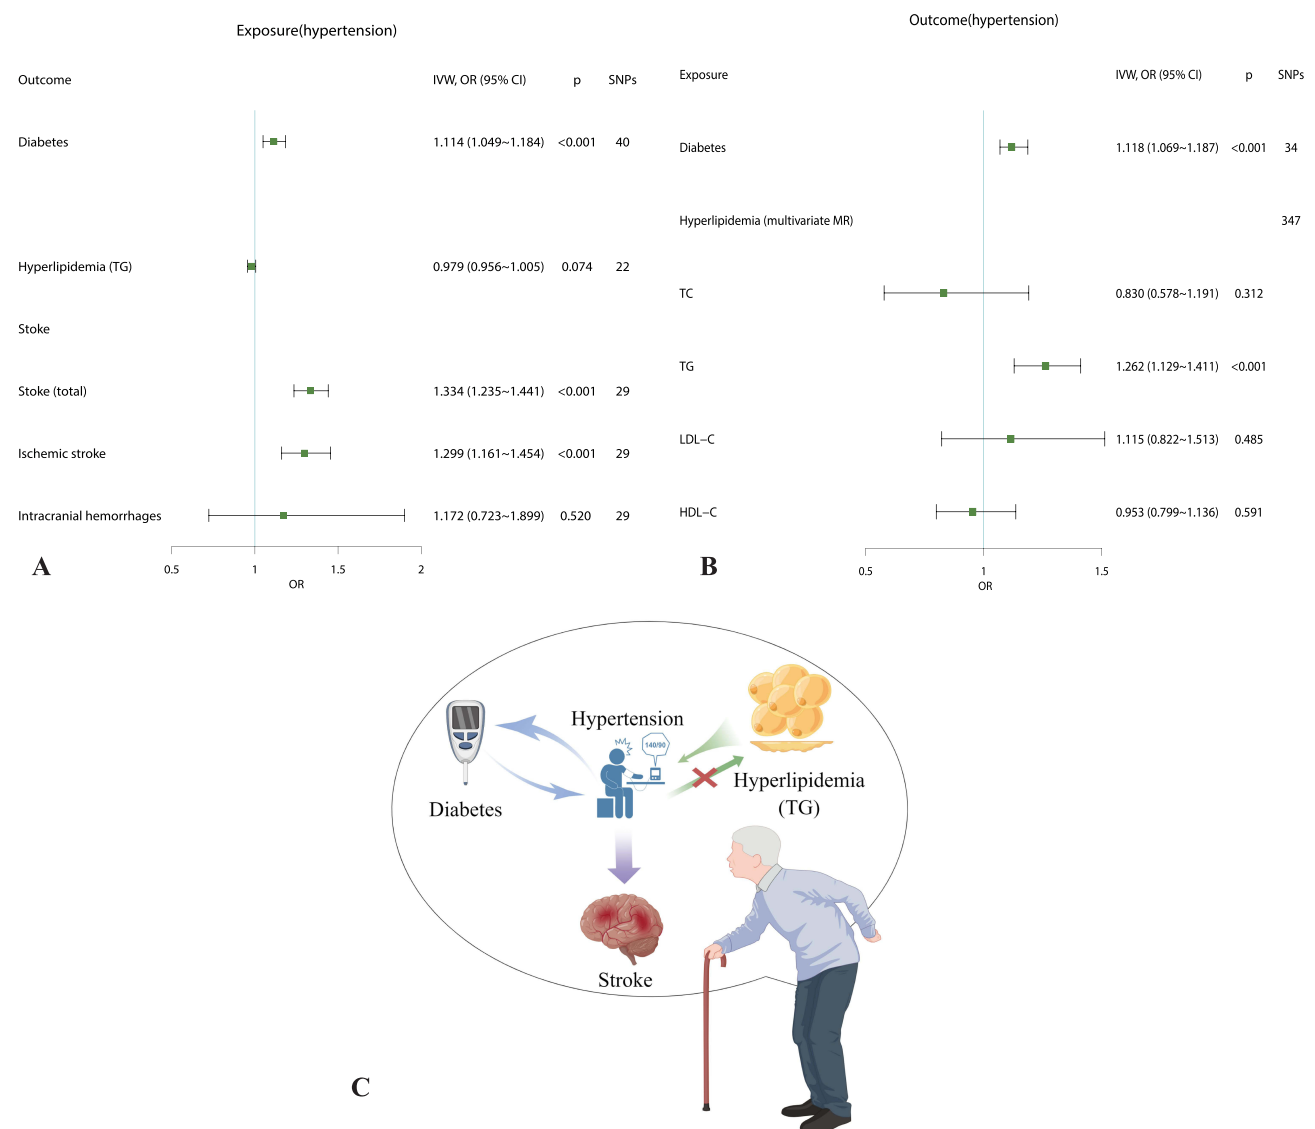 Exposure(hypertension)
Outcome IVW, OR (95% CI) p SNPs
Diabetes 1.114 (1.049~1.184) <0.001 40
Hyperlipidemia (TG) 0.979 (0.956~1.005) 0.074 22
Stoke
Stoke (total) 1.334 (1.235~1.441) <0.001 29
Ischemic stroke 1.299 (1.161~1.454) <0.001 29
Intracranial hemorrhages 1.172 (0.723~1.899) 0.520 29
0.5 1 1.5 2
OR
A
Outcome(hypertension)
Exposure IVW, OR (95% CI) p SNPs
Diabetes 1.118 (1.069~1.187) <0.001 34
Hyperlipidemia (multivariate MR) 347
TC 0.830 (0.578~1.191) 0.312
TG 1.262 (1.129~1.411) <0.001
LDL−C 1.115 (0.822~1.513) 0.485
HDL−C 0.953 (0.799~1.136) 0.591
0.5 1 1.5
OR
B
Hypertension
140/90
Diabetes
Hyperlipidemia
(TG)
Stroke
C